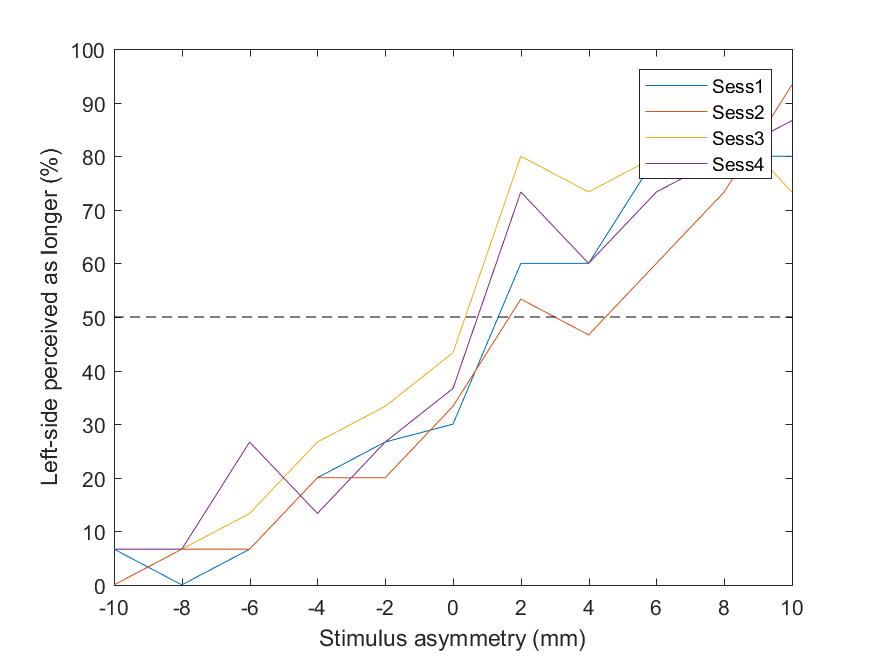 100
90
80
70
60
50
40
30
20
10
0
Left-side perceived as longer (%)
Sess1
Sess2
Sess3
Sess4
-10 -8 -6 -4 -2 0 2 4 6 8 10
Stimulus asymmetry (mm)